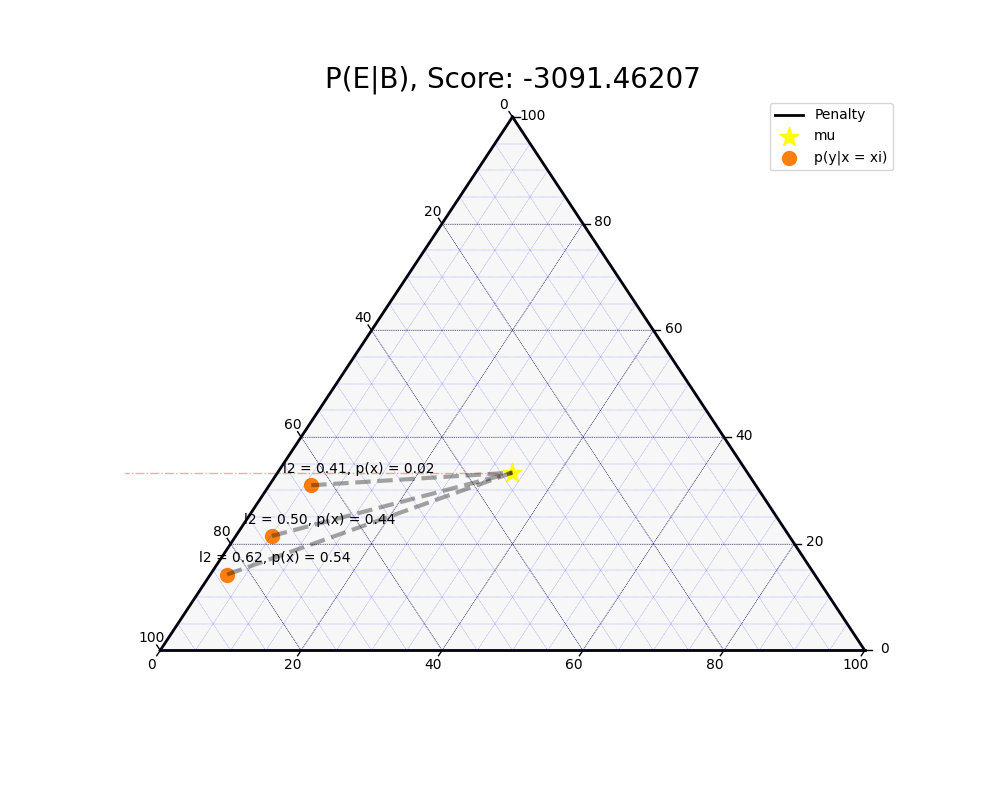 P(E|B), Score: -3091.46207
0
100
Penalty
mu
p(y|x = xi)
20
80
40
60
60
40
l2 = 0.41, p(x) = 0.02
l2 = 0.50, p(x) = 0.44
80
20
l2 = 0.62, p(x) = 0.54
100
0
0
20
40
60
80
100